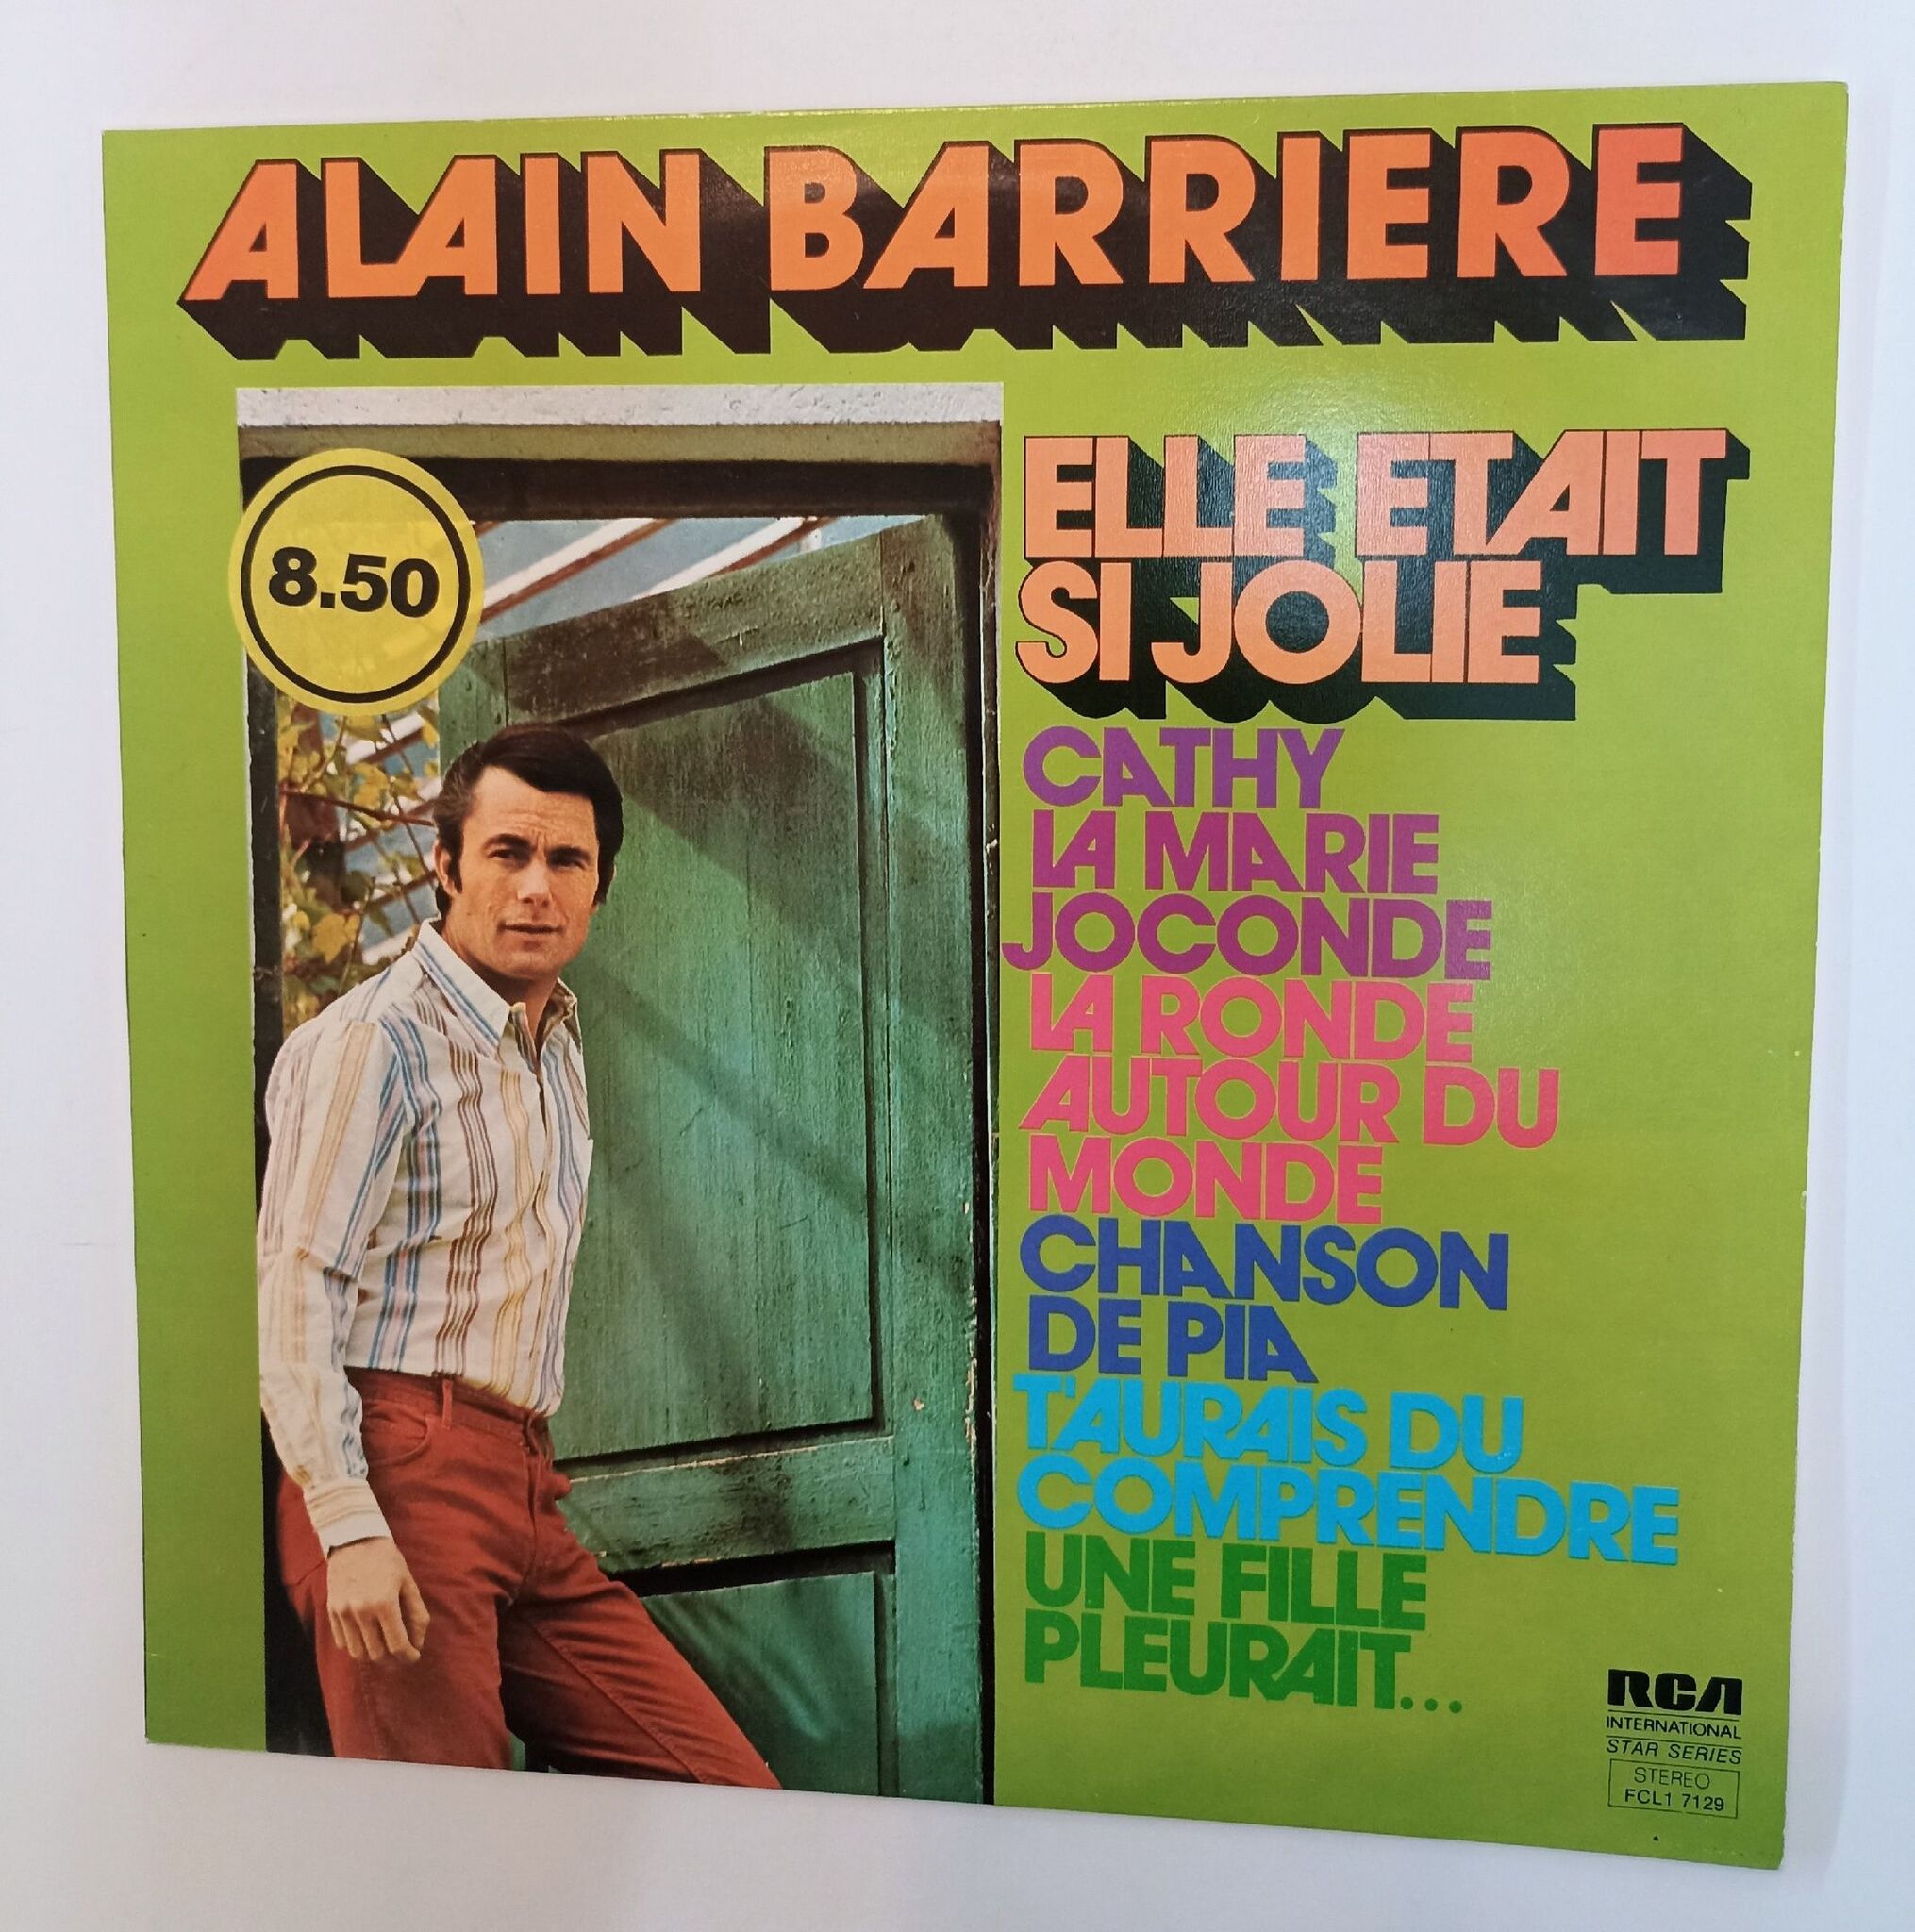 ALAIN BARRIERE
8.50
ELLE ETAIT
SI JOLIE
CATHY
LA MARIE
JOCONDE
LA RONDE
AUTOUR DU
MONDE
CHANSON
DE PIA
T'AURAIS DU
COMPRENDRE
UNE FILLE
PLEURAIT...
RCA
INTERNATIONAL
STAR SERIES
STEREO
FCL1 7129